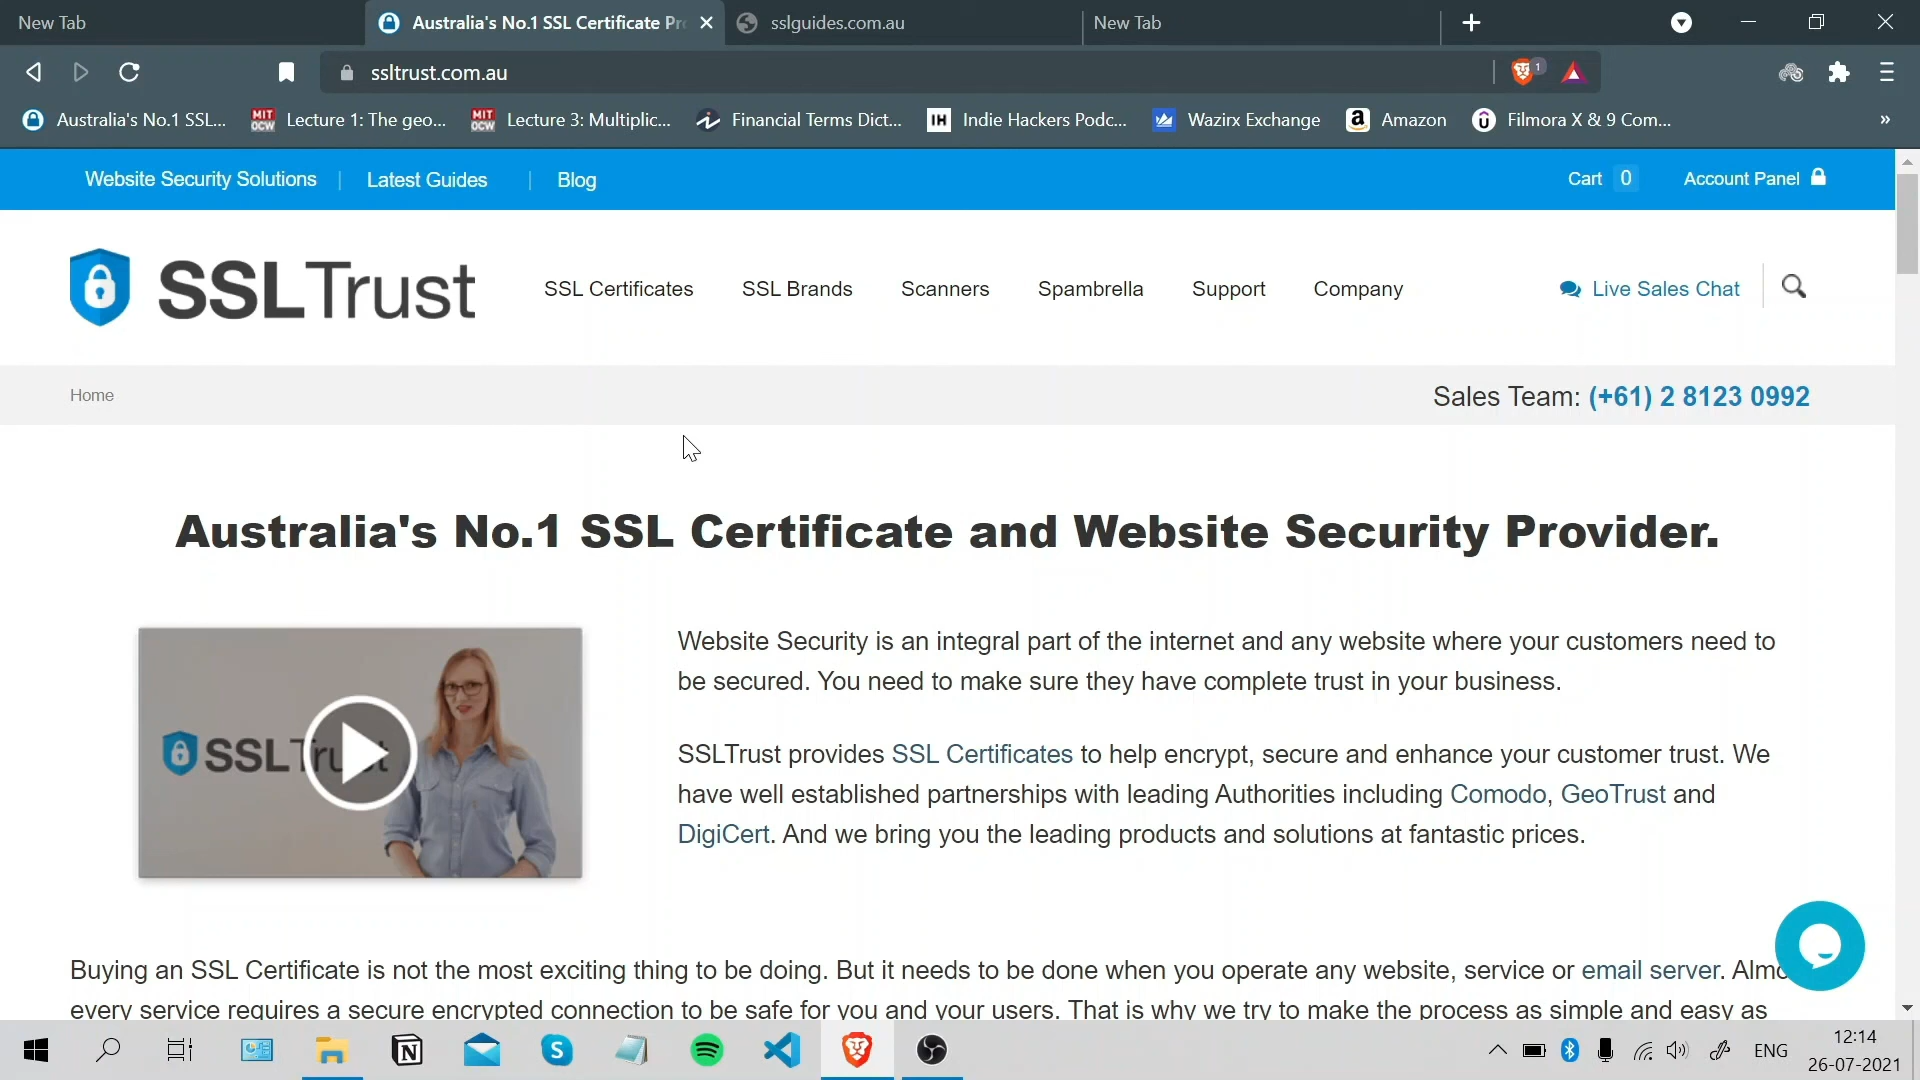 New Tab
Australia's No.1 SSL Certificate Pr
sslguides.com.au
New Tab
ssltrust.com.au
1
Australia's No.1 SSL...
MIT OCW Lecture 1: The geo...
MIT OCW Lecture 3: Multiplic...
Financial Terms Dict...
IH Indie Hackers Podc...
Wazirx Exchange
a Amazon
Filmora X & 9 Com...
»
Website Security Solutions | Latest Guides | Blog
Cart 0 Account Panel
SSLTrust
SSL Certificates SSL Brands Scanners Spambrella Support Company
Live Sales Chat
Home
Sales Team: (+61) 2 8123 0992
Australia's No.1 SSL Certificate and Website Security Provider.
SSLTrust
Website Security is an integral part of the internet and any website where your customers need to
be secured. You need to make sure they have complete trust in your business.
SSLTrust provides SSL Certificates to help encrypt, secure and enhance your customer trust. We
have well established partnerships with leading Authorities including Comodo, GeoTrust and
DigiCert. And we bring you the leading products and solutions at fantastic prices.
Buying an SSL Certificate is not the most exciting thing to be doing. But it needs to be done when you operate any website, service or email server. Almo
every service requires a secure encrypted connection to be safe for you and your users. That is why we try to make the process as simple and easy as
ENG
12:14
26-07-2021